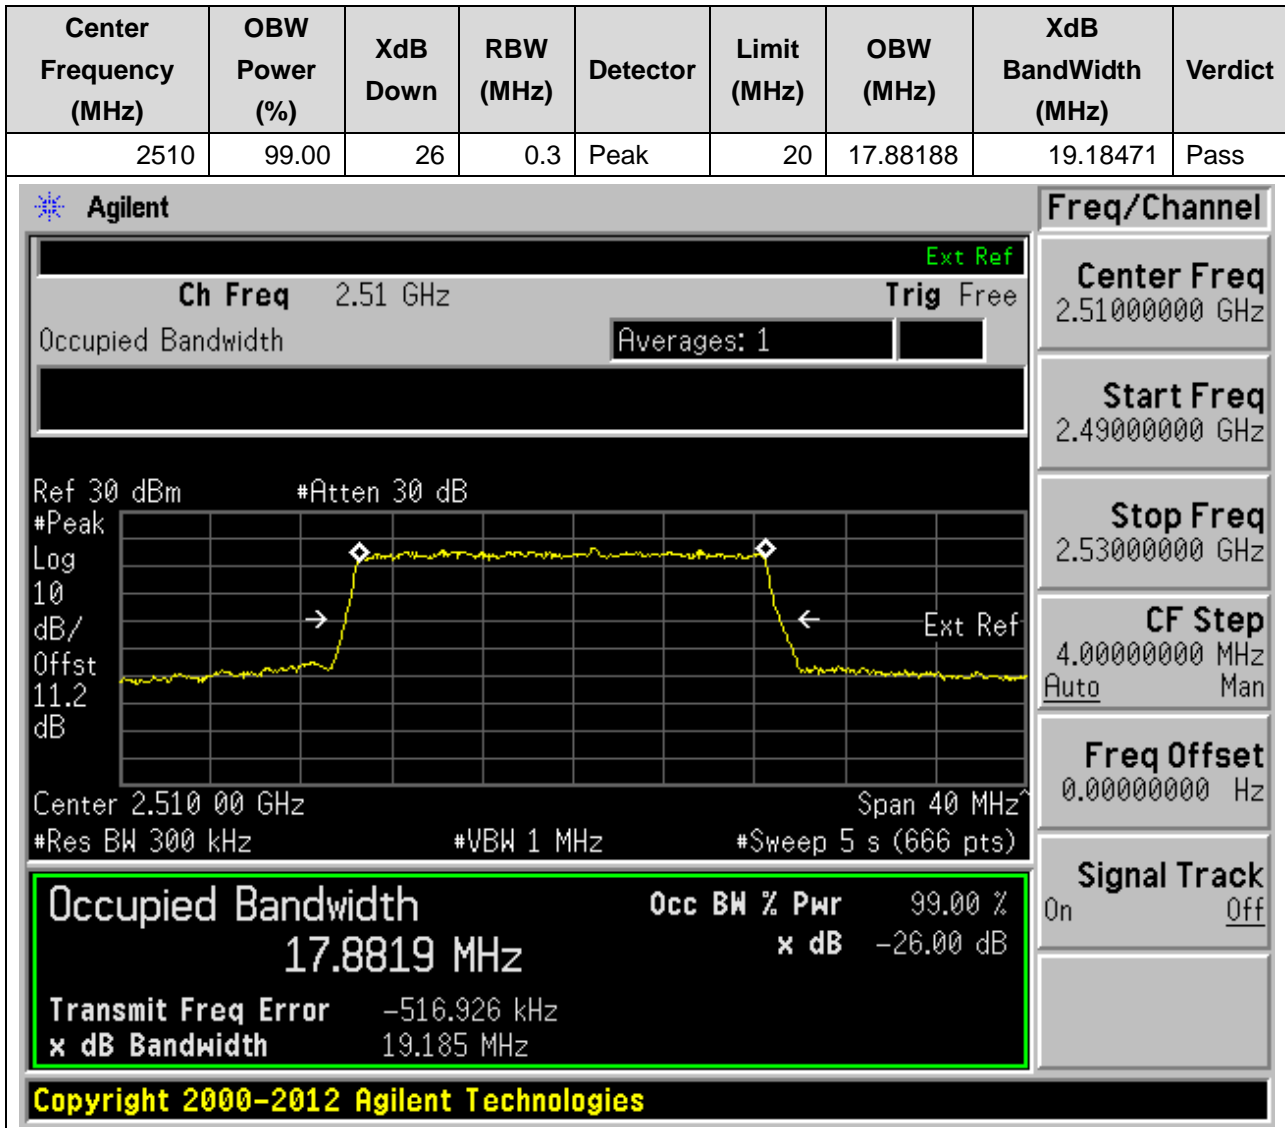 Center Frequency (MHz) OBW Power (%) XdB Down RBW (MHz) Detector Limit (MHz) OBW (MHz) XdB BandWidth (MHz) Verdict
2510 99.00 26 0.3 Peak 20 17.88188 19.18471 Pass
Agilent
Freq/Channel
Ext Ref
Ch Freq 2.51 GHz Trig Free
Occupied Bandwidth Averages: 1
Center Freq
2.51000000 GHz
Start Freq
2.49000000 GHz
Stop Freq
2.53000000 GHz
CF Step
4.00000000 MHz
Auto Man
Freq Offset
0.00000000 Hz
Signal Track
On Off
Ref 30 dBm #Atten 30 dB
#Peak
Log
10
dB/
Offst
11.2
dB
Ext Ref
Center 2.510 00 GHz Span 40 MHz^
#Res BW 300 kHz #VBW 1 MHz #Sweep 5 s (666 pts)
Occupied Bandwidth
17.8819 MHz
Occ BW % Pwr 99.00 %
x dB -26.00 dB
Transmit Freq Error -516.926 kHz
x dB Bandwidth 19.185 MHz
Copyright 2000-2012 Agilent Technologies